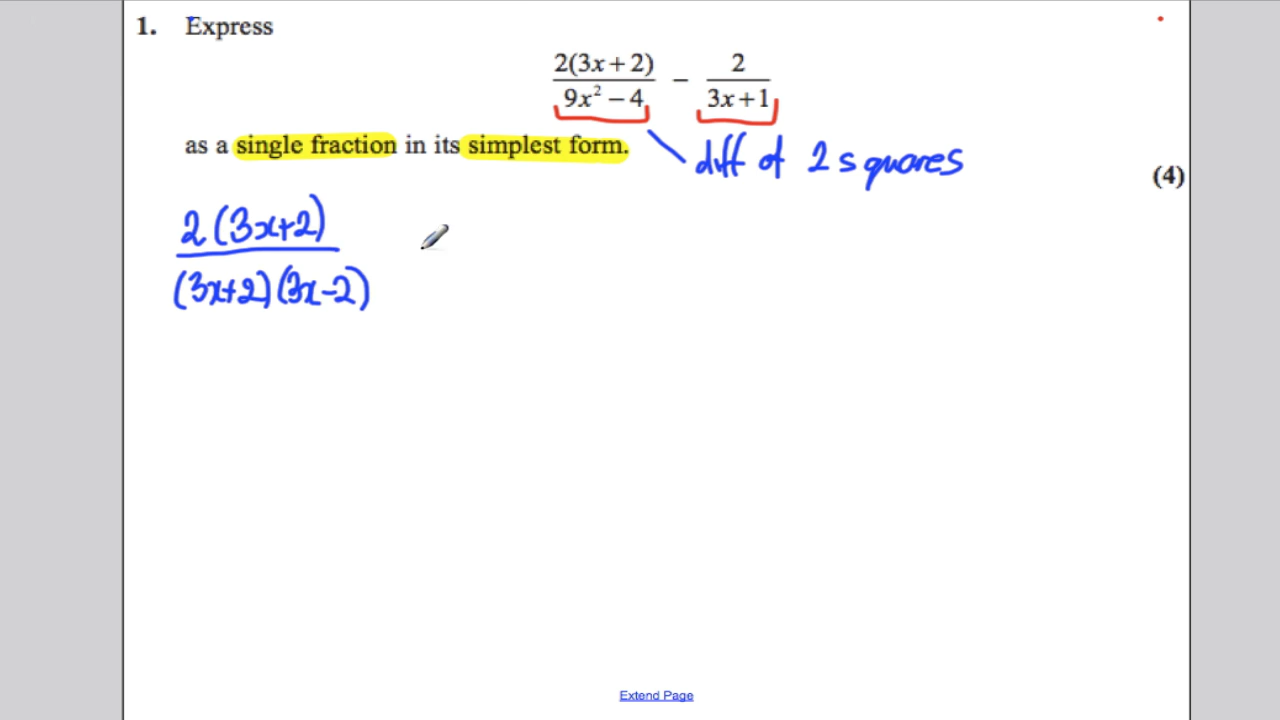 1. Express
2(3x + 2) / 9x² − 4 − 2 / 3x + 1
as a single fraction in its simplest form.
diff of 2 squares
(4)
2(3x+2)
(3x+2)(3x-2)
Extend Page